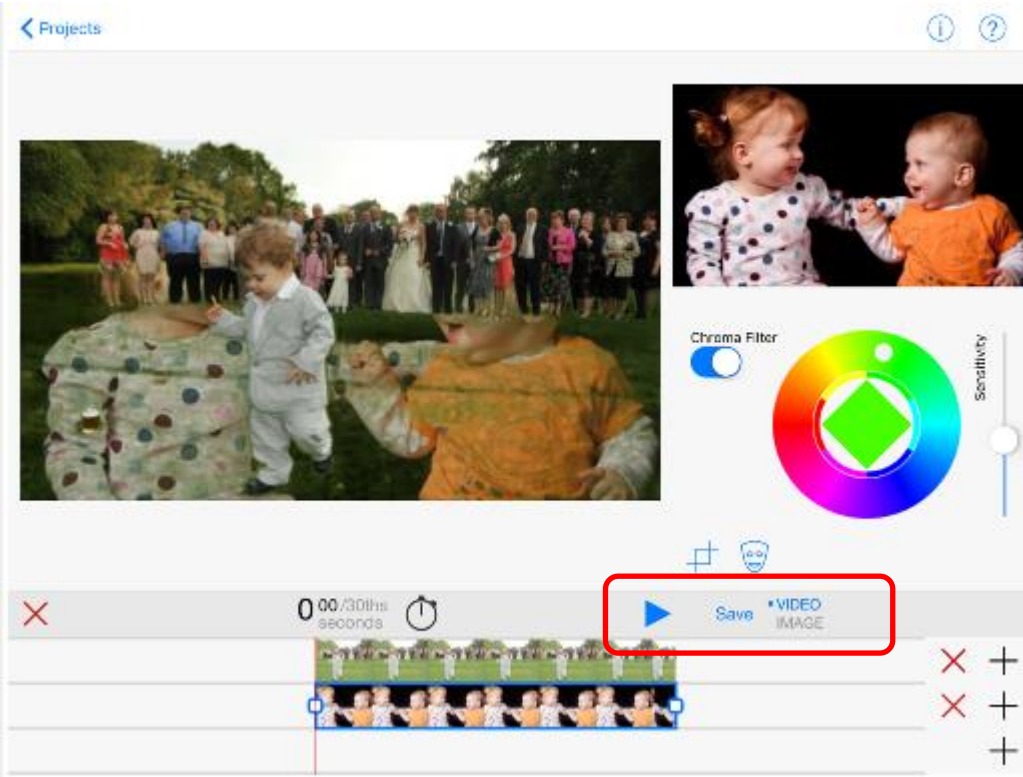 Projects
i ?
Chroma Filter
Sensitivity
0 00/30ths
seconds
Save • VIDEO
IMAGE